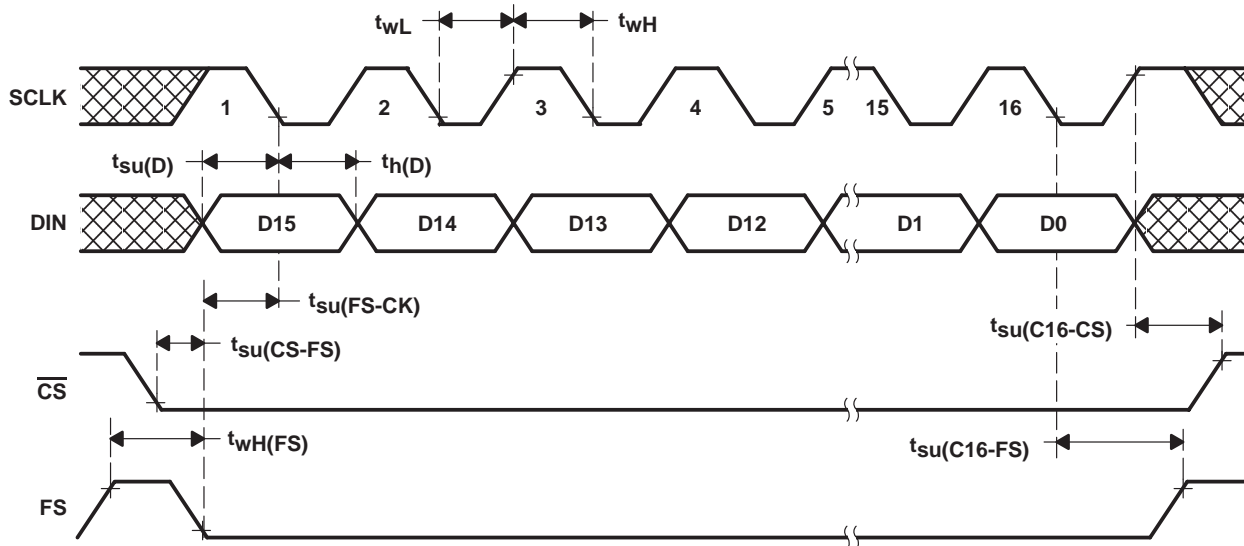 twL
twH
SCLK
1
2
3
4
5
15
16
tsu(D)
th(D)
DIN
D15
D14
D13
D12
D1
D0
tsu(FS-CK)
tsu(CS-FS)
tsu(C16-CS)
CS
twH(FS)
tsu(C16-FS)
FS